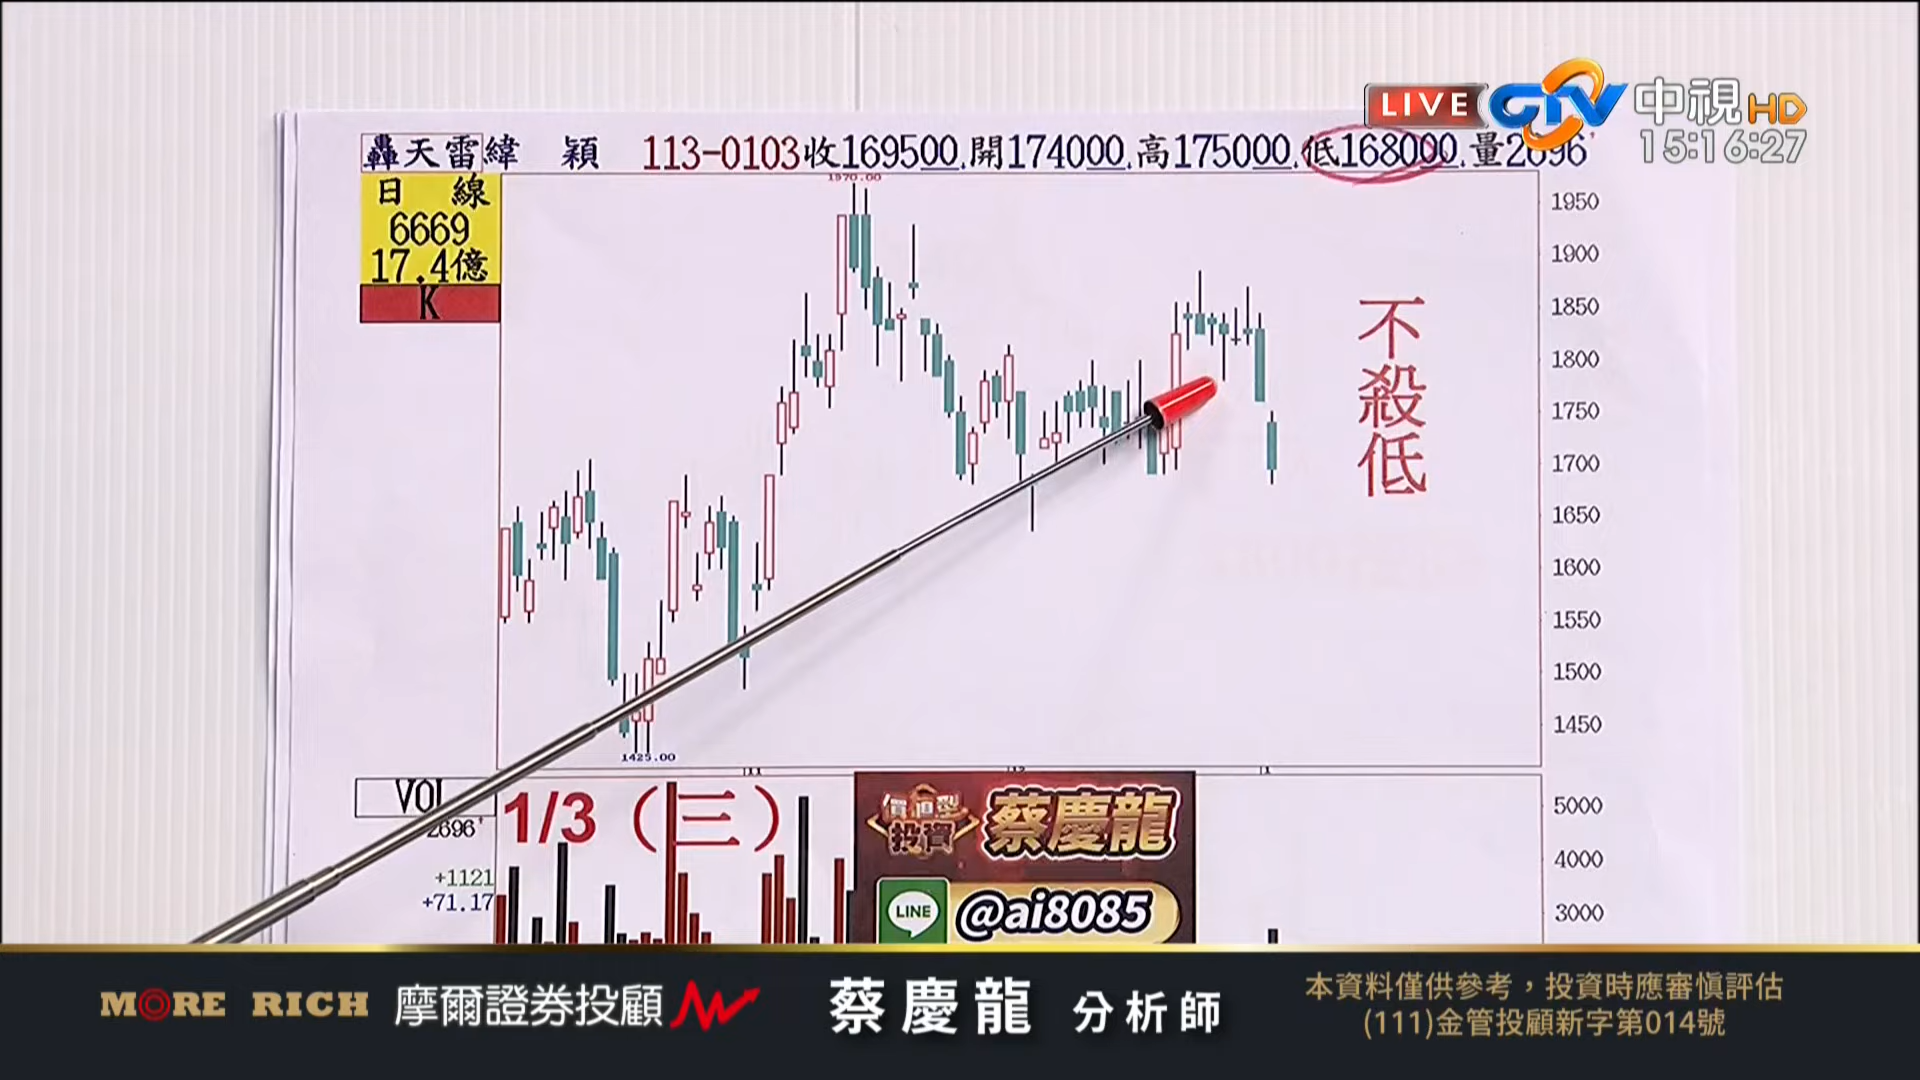 LIVE CTV 中視HD
15:16:27
轟天雷緯 穎 113-0103收169500.開174000.高175000.低168000.量2696
日線
6669
17.4億
K
1970.00
1950
1900
1850
1800
1750
1700
1650
1600
1550
1500
1450
不殺低
1425.00
11
12
1
VOL
2696
+1121
+71.17
1/3（三）
5000
4000
3000
價值型
投資
蔡慶龍
LINE @ai8085
MORE RICH 摩爾證券投顧
蔡慶龍 分析師
本資料僅供參考，投資時應審慎評估
(111)金管投顧新字第014號